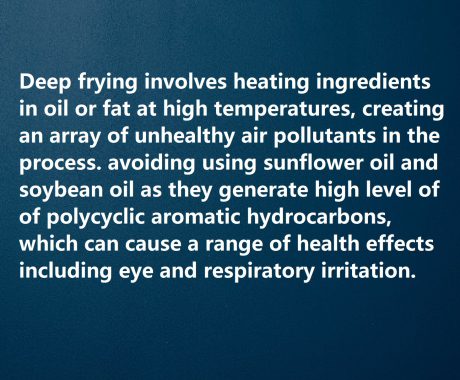 Deep frying involves heating ingredients
in oil or fat at high temperatures, creating
an array of unhealthy air pollutants in the
process. avoiding using sunflower oil and
soybean oil as they generate high level of
of polycyclic aromatic hydrocarbons,
which can cause a range of health effects
including eye and respiratory irritation.